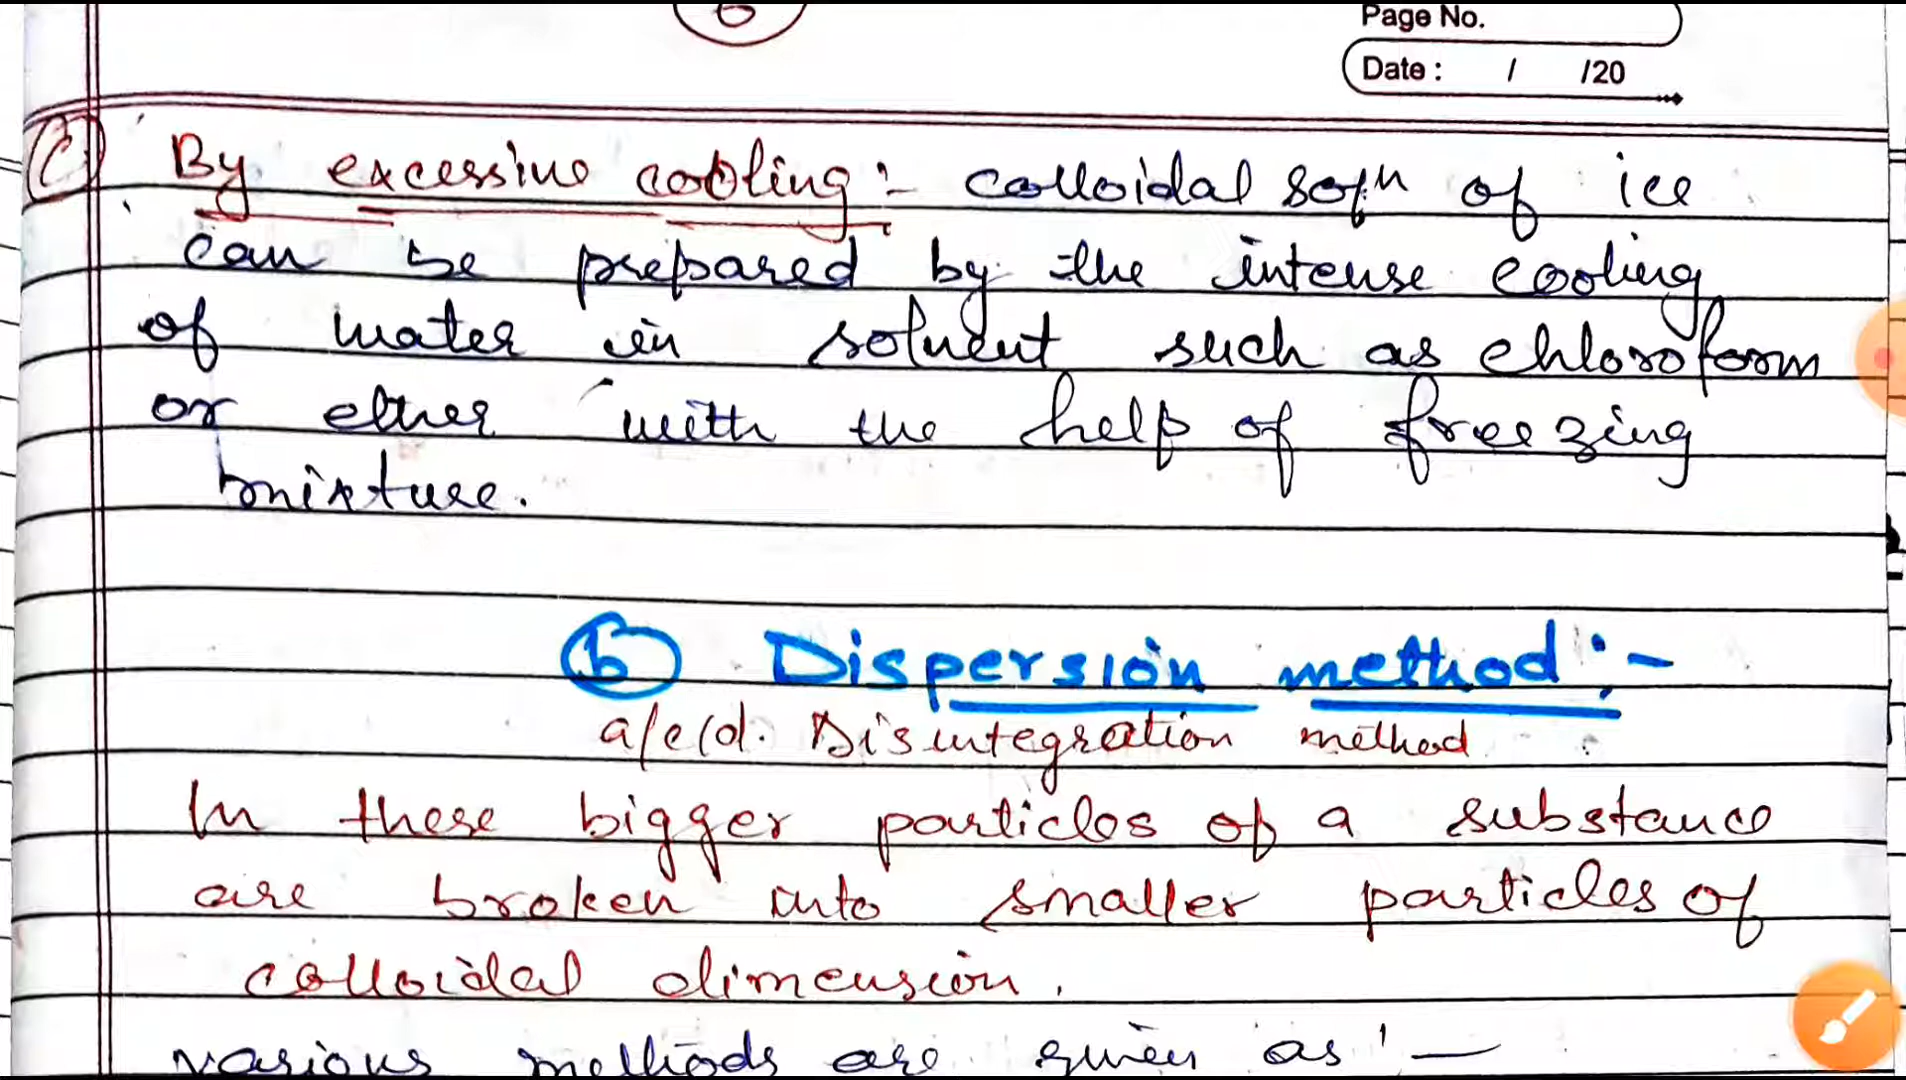 6
Page No.
Date : / /20
(C) By excessive cooling :- colloidal soln of ice
can be prepared by the intense cooling
of water in solvent such as chloroform
or ether with the help of freezing
mixture.
(b) Dispersion method :-
a/c/d. Disintegration method
In these bigger particles of a substance
are broken into smaller particles of
colloidal dimension.
various methods are given as :-